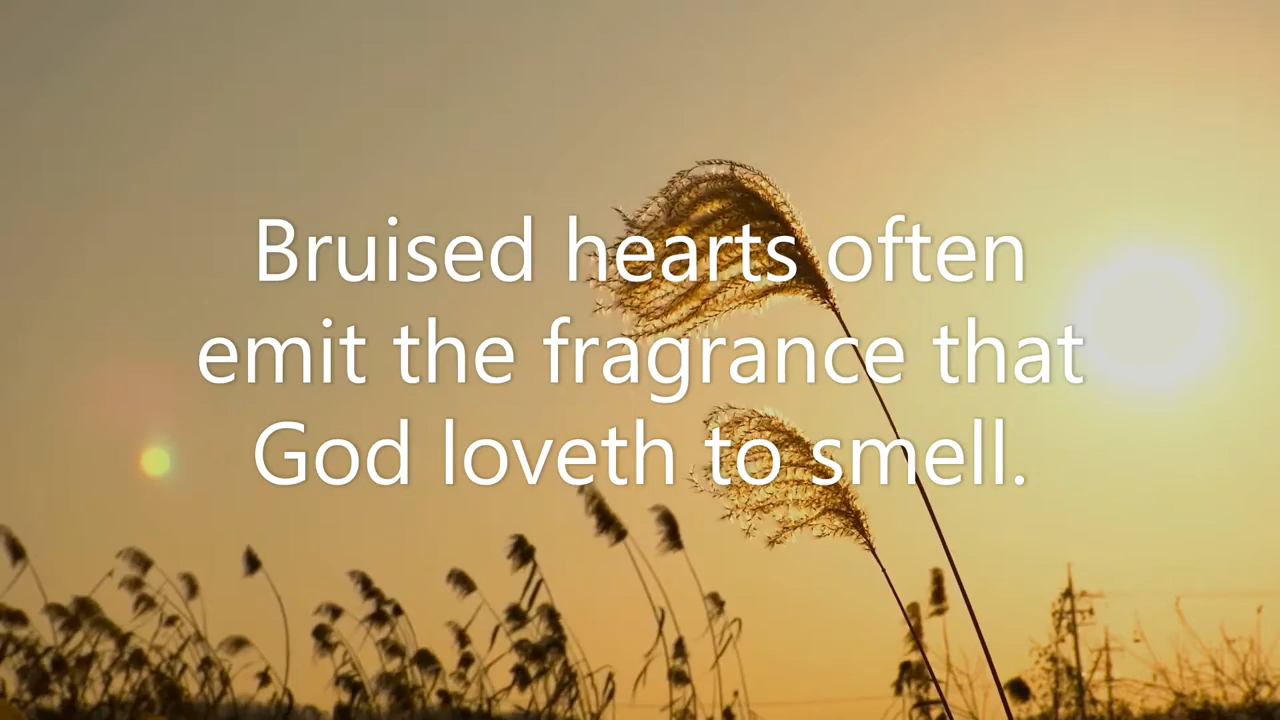 Bruised hearts often
emit the fragrance that
God loveth to smell.